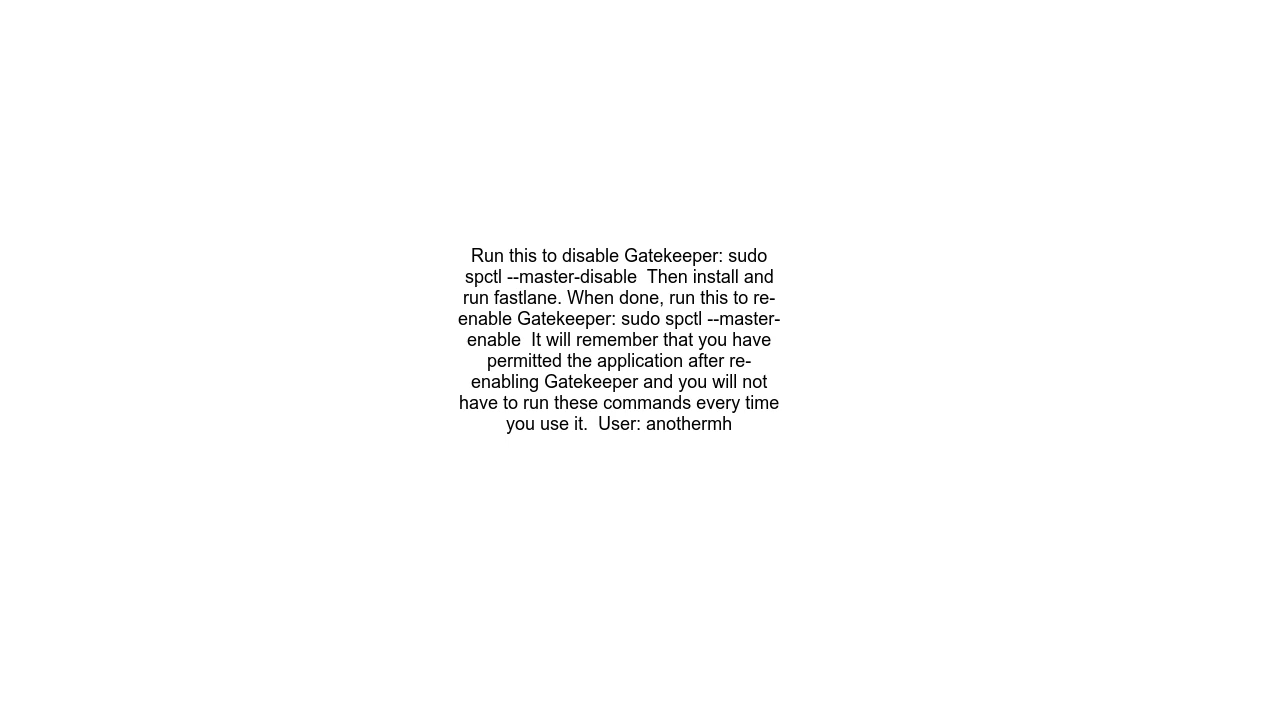 Run this to disable Gatekeeper: sudo
spctl --master-disable  Then install and
run fastlane. When done, run this to re-
enable Gatekeeper: sudo spctl --master-
enable  It will remember that you have
permitted the application after re-
enabling Gatekeeper and you will not
have to run these commands every time
you use it.  User: anothermh